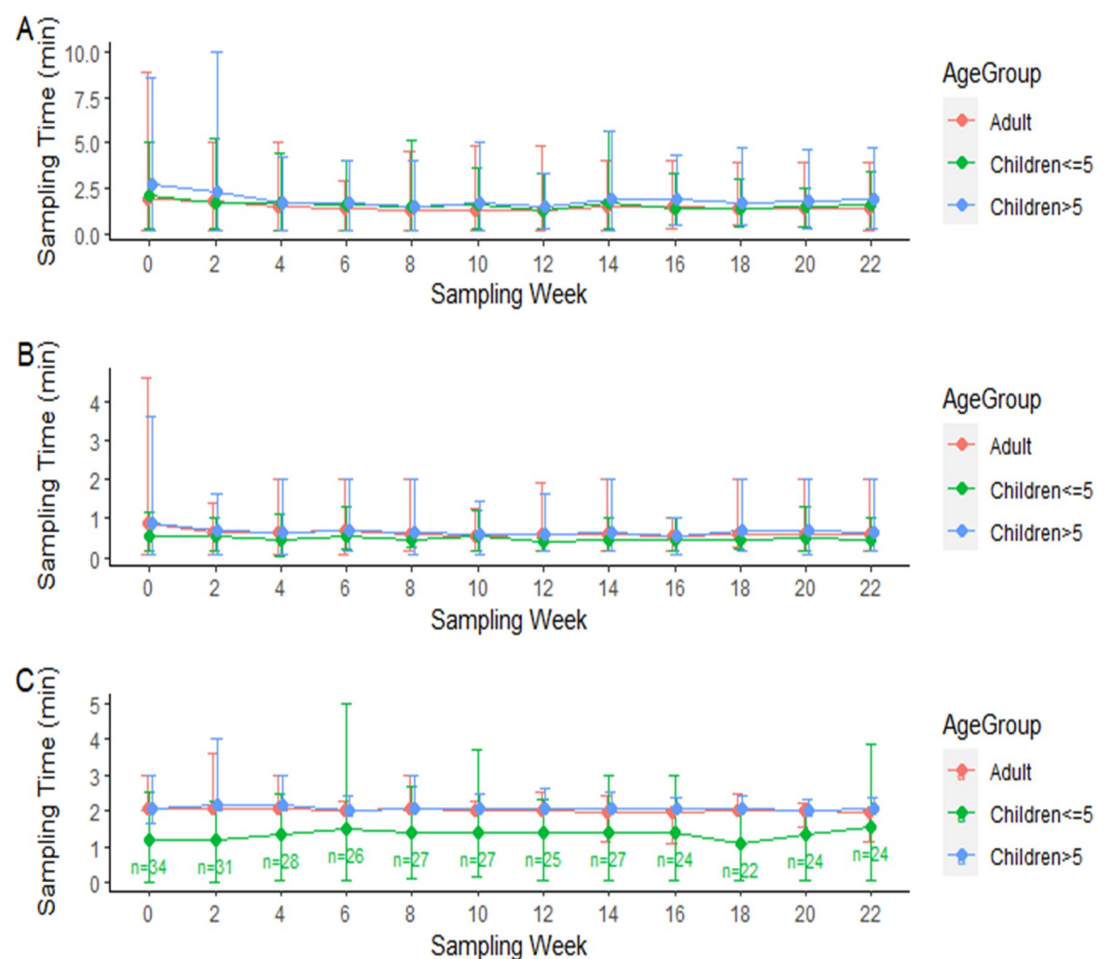 A
Sampling Time (min)
10.0
7.5
5.0
2.5
0.0
0 2 4 6 8 10 12 14 16 18 20 22
Sampling Week
AgeGroup
Adult
Children<=5
Children>5
B
Sampling Time (min)
4
3
2
1
0
0 2 4 6 8 10 12 14 16 18 20 22
Sampling Week
AgeGroup
Adult
Children<=5
Children>5
C
Sampling Time (min)
5
4
3
2
1
0
n=34 n=31 n=28 n=26 n=27 n=27 n=25 n=27 n=24 n=22 n=24 n=24
0 2 4 6 8 10 12 14 16 18 20 22
Sampling Week
AgeGroup
Adult
Children<=5
Children>5